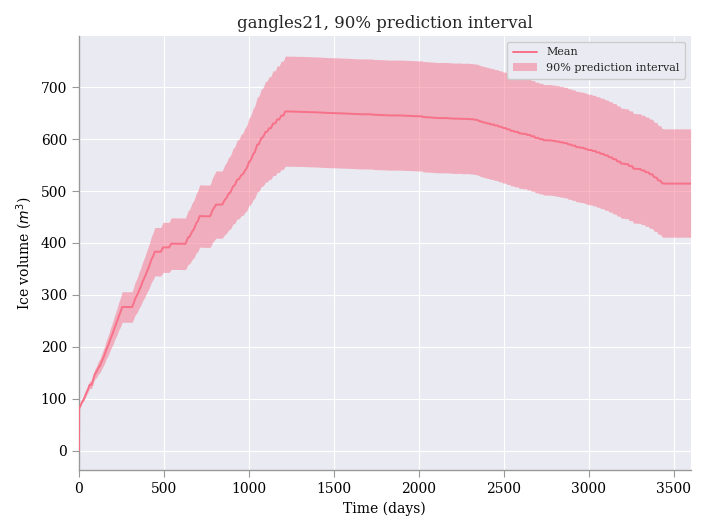 gangles21, 90% prediction interval
Mean
90% prediction interval
Ice volume (m³)
700
600
500
400
300
200
100
0
0 500 1000 1500 2000 2500 3000 3500
Time (days)